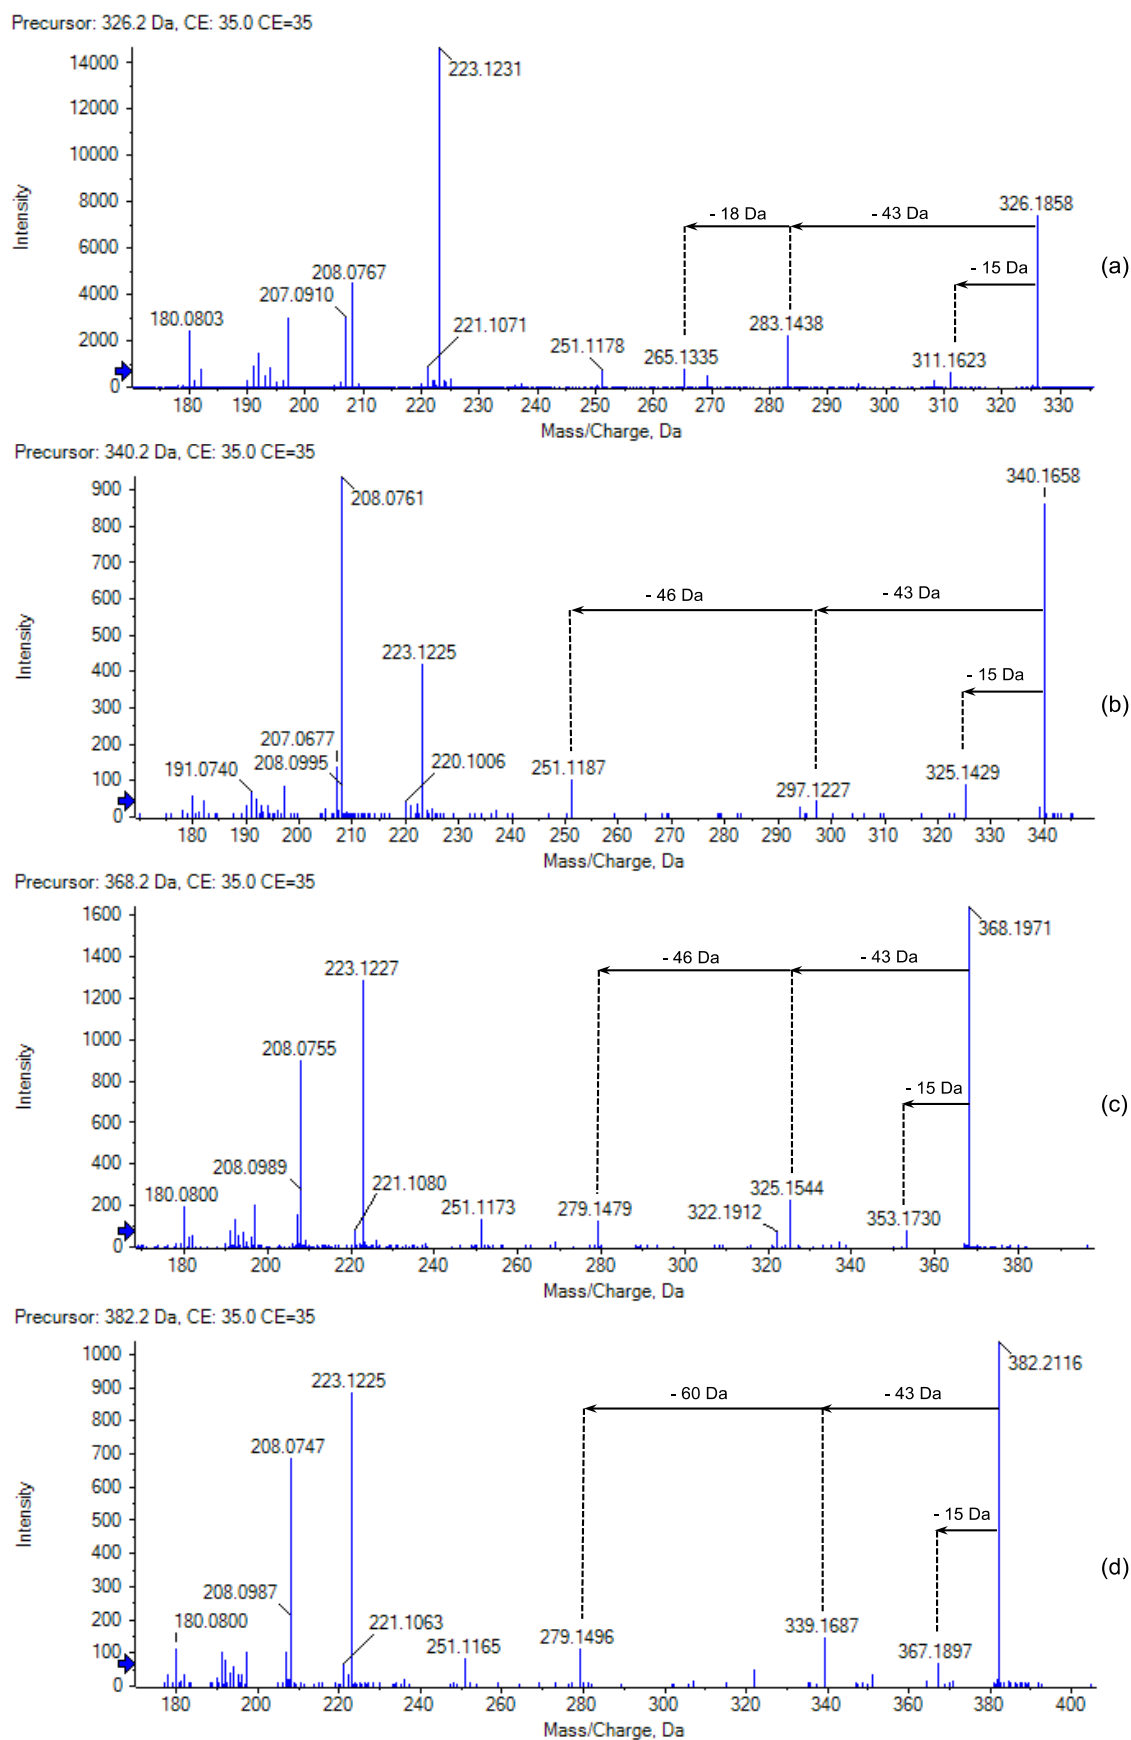 Precursor: 326.2 Da, CE: 35.0 CE=35
14000
12000
10000
8000
6000
4000
2000
0
Intensity
223.1231
326.1858
- 18 Da
- 43 Da
- 15 Da
208.0767
207.0910
180.0803
221.1071
251.1178
265.1335
283.1438
311.1623
(a)
180 190 200 210 220 230 240 250 260 270 280 290 300 310 320 330
Mass/Charge, Da
Precursor: 340.2 Da, CE: 35.0 CE=35
900
800
700
600
500
400
300
200
100
0
Intensity
340.1658
208.0761
- 46 Da
- 43 Da
- 15 Da
223.1225
207.0677
208.0995
191.0740
220.1006
251.1187
297.1227
325.1429
(b)
180 190 200 210 220 230 240 250 260 270 280 290 300 310 320 330 340
Mass/Charge, Da
Precursor: 368.2 Da, CE: 35.0 CE=35
1600
1400
1200
1000
800
600
400
200
0
Intensity
368.1971
- 46 Da
- 43 Da
- 15 Da
223.1227
208.0755
208.0989
180.0800
221.1080
251.1173
279.1479
322.1912
325.1544
353.1730
(c)
180 200 220 240 260 280 300 320 340 360 380
Mass/Charge, Da
Precursor: 382.2 Da, CE: 35.0 CE=35
1000
900
800
700
600
500
400
300
200
100
0
Intensity
382.2116
223.1225
- 60 Da
- 43 Da
- 15 Da
208.0747
208.0987
180.0800
221.1063
251.1165
279.1496
339.1687
367.1897
(d)
180 200 220 240 260 280 300 320 340 360 380 400
Mass/Charge, Da